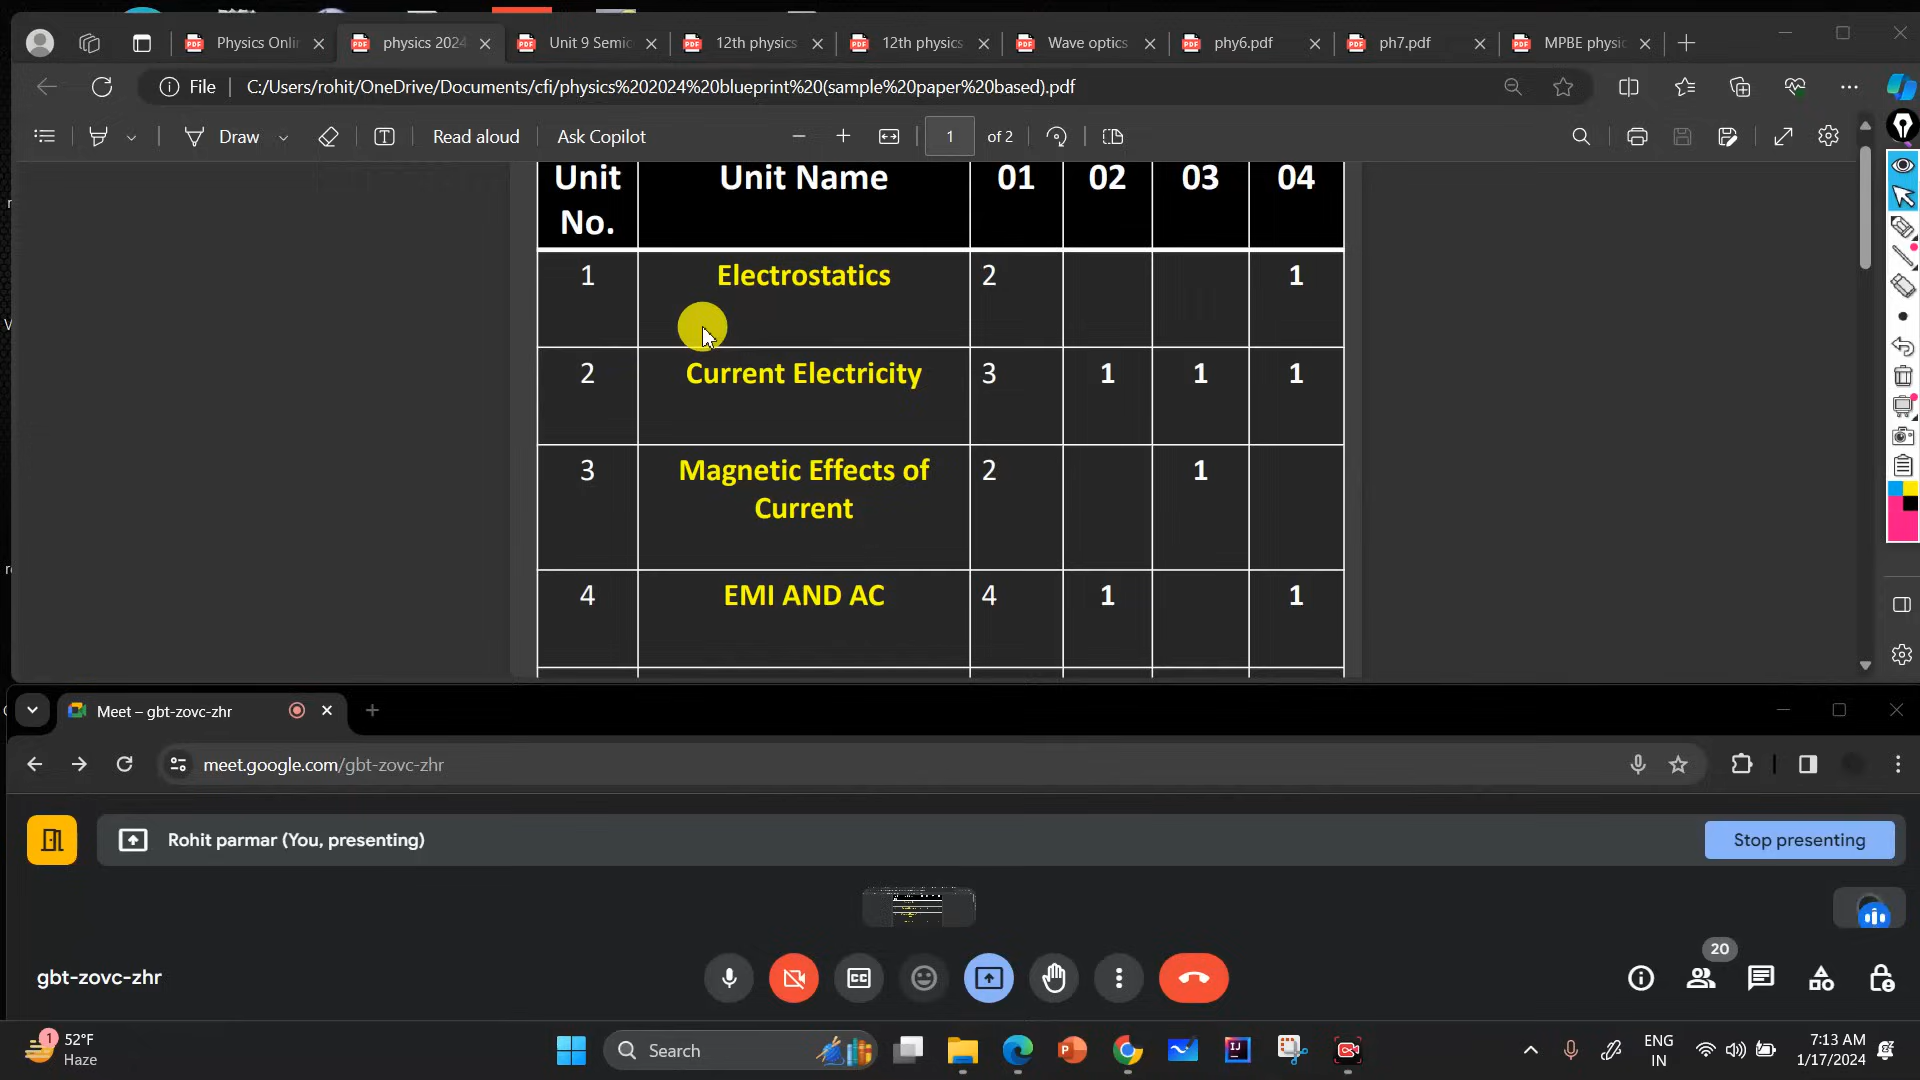 Physics Onlin
physics 2024
Unit 9 Semic
12th physics
12th physics
Wave optics
phy6.pdf
ph7.pdf
MPBE physic
File
C:/Users/rohit/OneDrive/Documents/cfi/physics%202024%20blueprint%20(sample%20paper%20based).pdf
Draw
Read aloud
Ask Copilot
1
of 2
Unit No.
Unit Name
01
02
03
04
1
Electrostatics
2
1
2
Current Electricity
3
1
1
1
3
Magnetic Effects of
Current
2
1
4
EMI AND AC
4
1
1
Meet – gbt-zovc-zhr
meet.google.com/gbt-zovc-zhr
Rohit parmar (You, presenting)
Stop presenting
gbt-zovc-zhr
CC
20
1
52°F
Haze
Search
ENG
IN
7:13 AM
1/17/2024